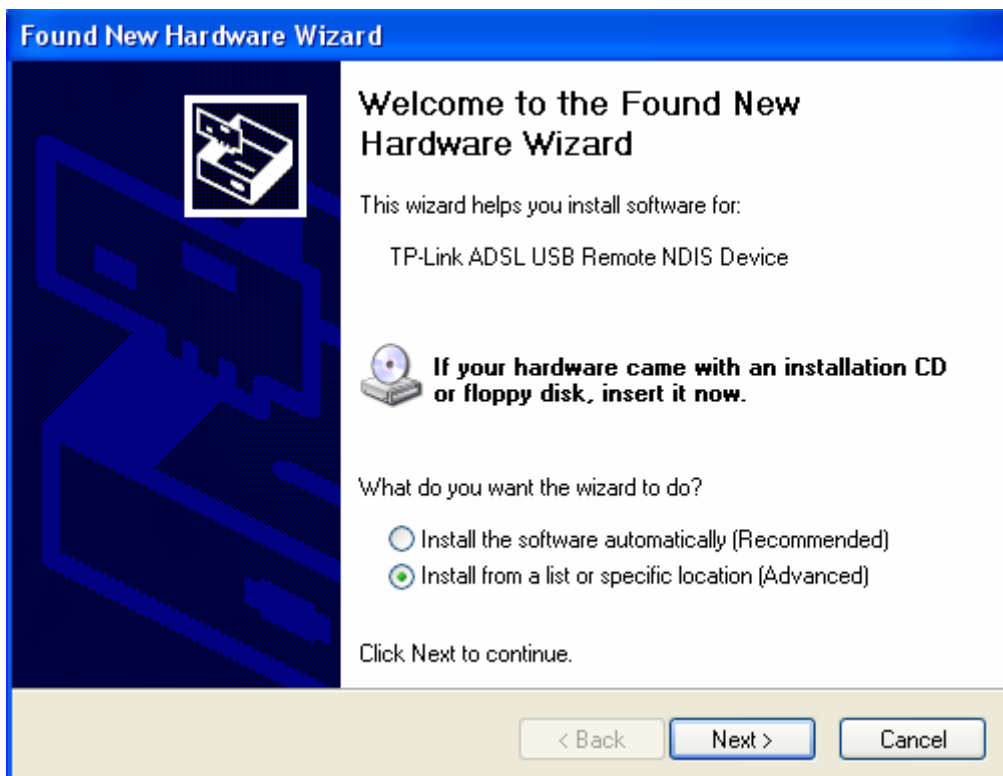 Found New Hardware Wizard
Welcome to the Found New
Hardware Wizard
This wizard helps you install software for:
TP-Link ADSL USB Remote NDIS Device
If your hardware came with an installation CD
or floppy disk, insert it now.
What do you want the wizard to do?
Install the software automatically (Recommended)
Install from a list or specific location (Advanced)
Click Next to continue.
< Back
Next >
Cancel